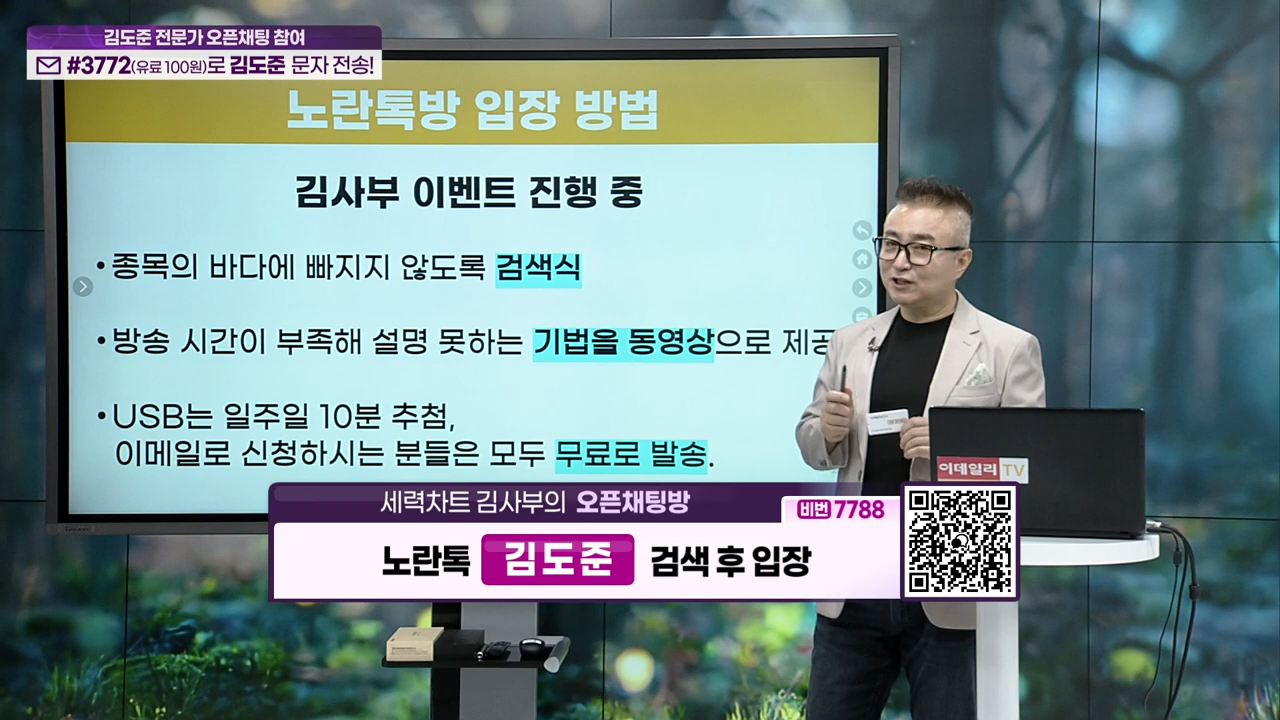 김도준 전문가 오픈채팅 참여
#3772(유료 100원)로 김도준 문자 전송!
노란톡방 입장 방법
김사부 이벤트 진행 중
• 종목의 바다에 빠지지 않도록 검색식
• 방송 시간이 부족해 설명 못하는 기법을 동영상으로 제공
• USB는 일주일 10분 추첨,
이메일로 신청하시는 분들은 모두 무료로 발송.
이데일리 TV
세력차트 김사부의 오픈채팅방
비번 7788
노란톡 김도준 검색 후 입장